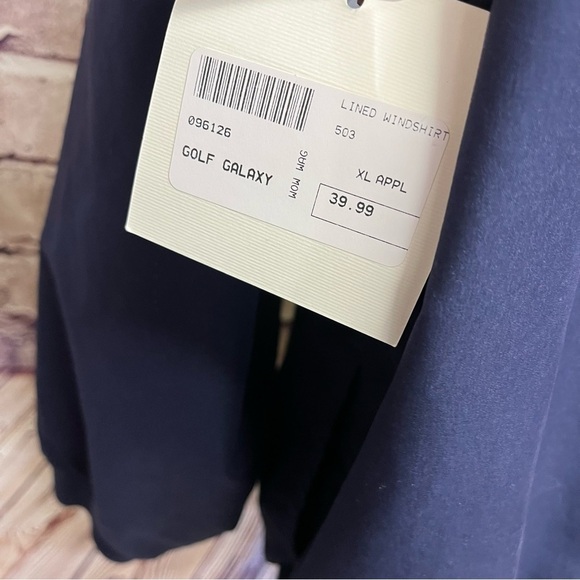 096126
GOLF GALAXY
WOW WAG
LINED WINDSHIRT
503
XL APPL
39.99